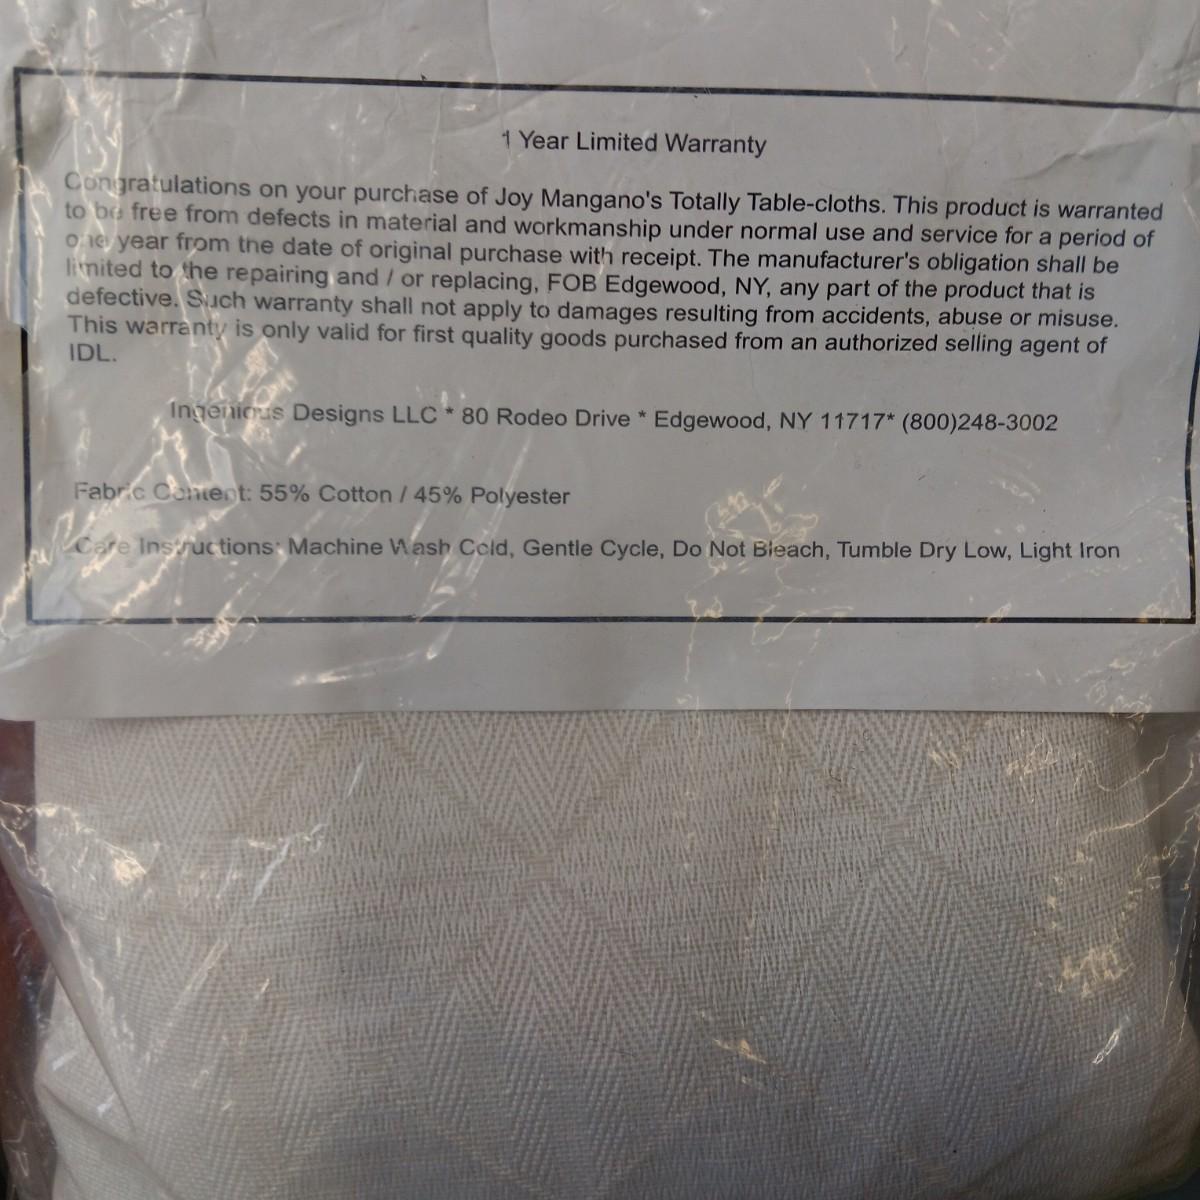 1 Year Limited Warranty
Congratulations on your purchase of Joy Mangano's Totally Table-cloths. This product is warranted
to be free from defects in material and workmanship under normal use and service for a period of
one year from the date of original purchase with receipt. The manufacturer's obligation shall be
limited to the repairing and / or replacing, FOB Edgewood, NY, any part of the product that is
defective. Such warranty shall not apply to damages resulting from accidents, abuse or misuse.
This warranty is only valid for first quality goods purchased from an authorized selling agent of
IDL.
Ingenious Designs LLC * 80 Rodeo Drive * Edgewood, NY 11717* (800)248-3002
Fabric Content: 55% Cotton / 45% Polyester
Care Instructions: Machine Wash Cold, Gentle Cycle, Do Not Bleach, Tumble Dry Low, Light Iron